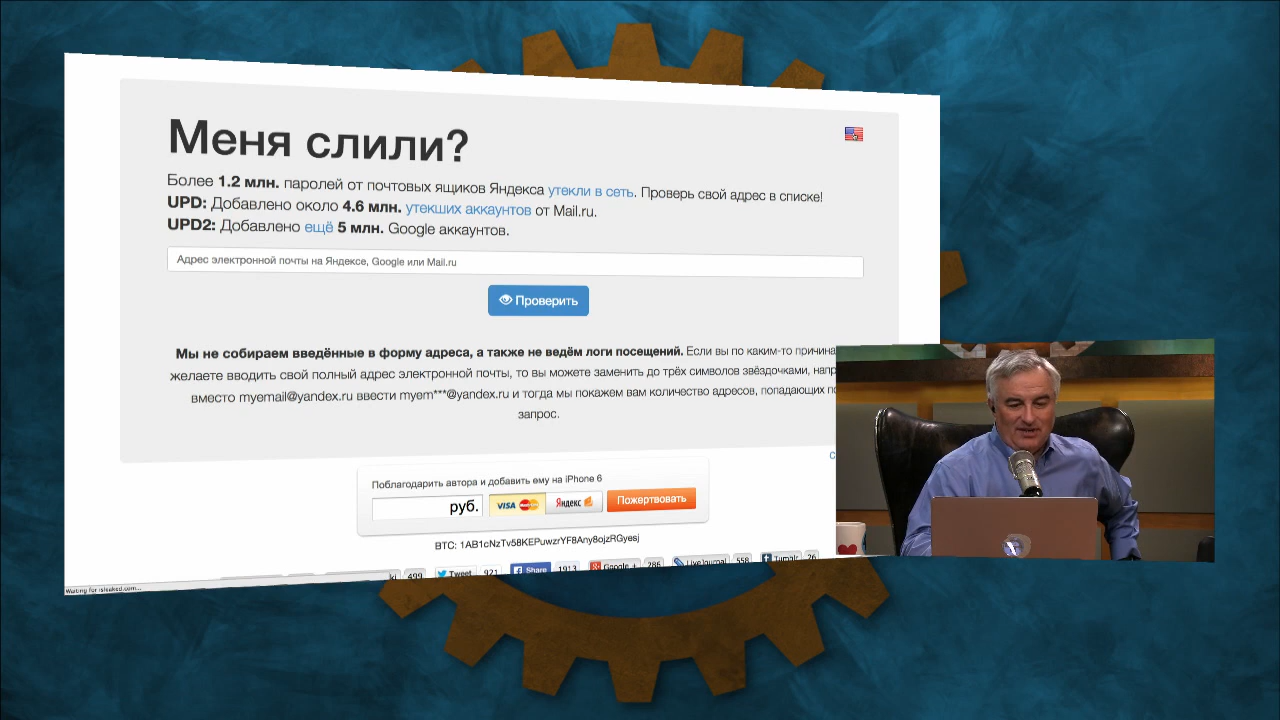 Меня слили?
Более 1.2 млн. паролей от почтовых ящиков Яндекса утекли в сеть. Проверь свой адрес в списке!
UPD: Добавлено около 4.6 млн. утекших аккаунтов от Mail.ru.
UPD2: Добавлено ещё 5 млн. Google аккаунтов.
Адрес электронной почты на Яндексе, Google или Mail.ru
Проверить
Мы не собираем введённые в форму адреса, а также не ведём логи посещений. Если вы по каким-то причина
желаете вводить свой полный адрес электронной почты, то вы можете заменить до трёх символов звёздочками, напр
вместо myemail@yandex.ru ввести myem***@yandex.ru и тогда мы покажем вам количество адресов, попадающих по
запрос.
Поблагодарить автора и добавить ему на iPhone 6
руб. VISA MasterCard Яндекс Пожертвовать
BTC: 1AB1cNzTv58KEPuwzrYF8Any8ojzRGyesj
499 Tweet 921 Share 1913 Google + 286 LiveJournal 558 Tumblr 26
Waiting for isleaked.com...